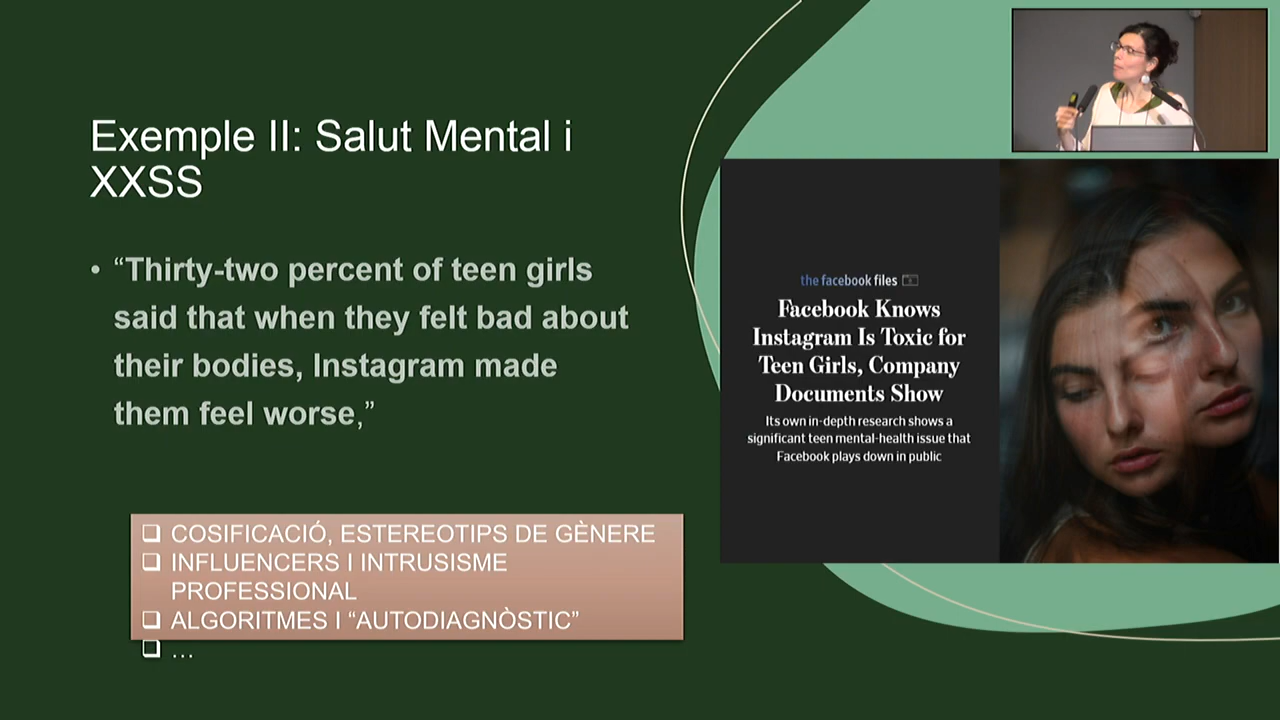 Exemple II: Salut Mental i
XXSS
• “Thirty-two percent of teen girls
said that when they felt bad about
their bodies, Instagram made
them feel worse,”
❑ COSIFICACIÓ, ESTEREOTIPS DE GÈNERE
❑ INFLUENCERS I INTRUSISME
PROFESSIONAL
❑ ALGORITMES I “AUTODIAGNÒSTIC”
❑ …
the facebook files
Facebook Knows
Instagram Is Toxic for
Teen Girls, Company
Documents Show
Its own in-depth research shows a
significant teen mental-health issue that
Facebook plays down in public